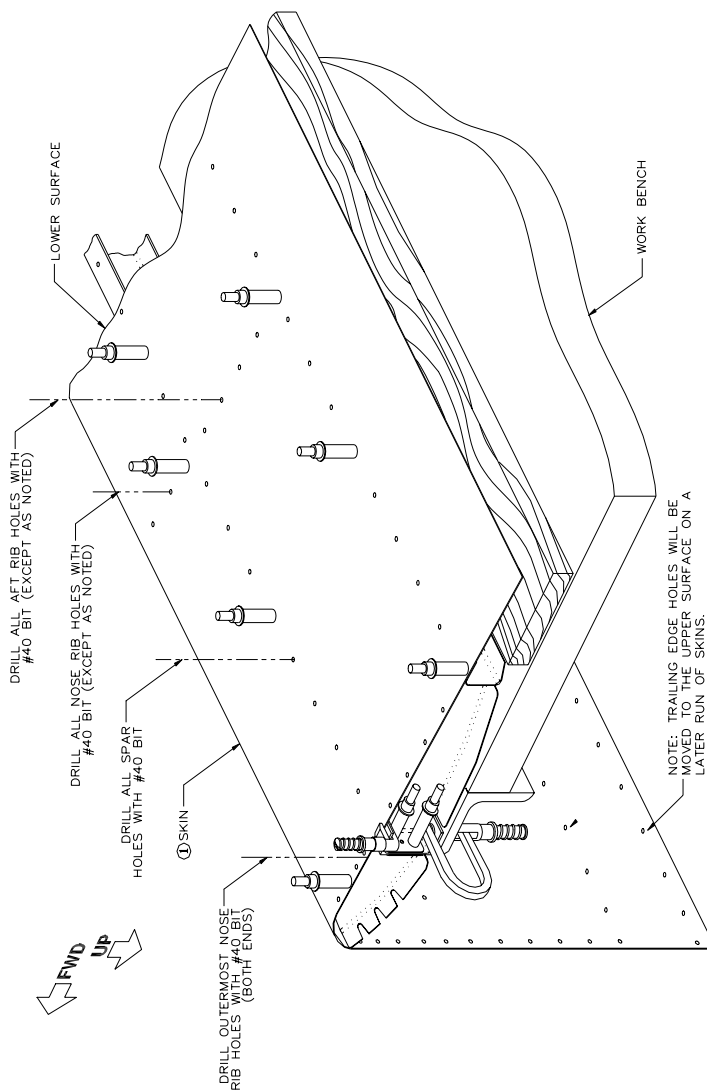 DRILL ALL AFT RIB HOLES WITH
#40 BIT (EXCEPT AS NOTED)
LOWER SURFACE
DRILL ALL NOSE RIB HOLES WITH
#40 BIT (EXCEPT AS NOTED)
DRILL ALL SPAR
HOLES WITH #40 BIT
1 SKIN
DRILL OUTERMOST NOSE
RIB HOLES WITH #40 BIT
(BOTH ENDS)
FWD
UP
WORK BENCH
NOTE: TRAILING EDGE HOLES WILL BE
MOVED TO THE UPPER SURFACE ON A
LATER RUN OF SKINS.